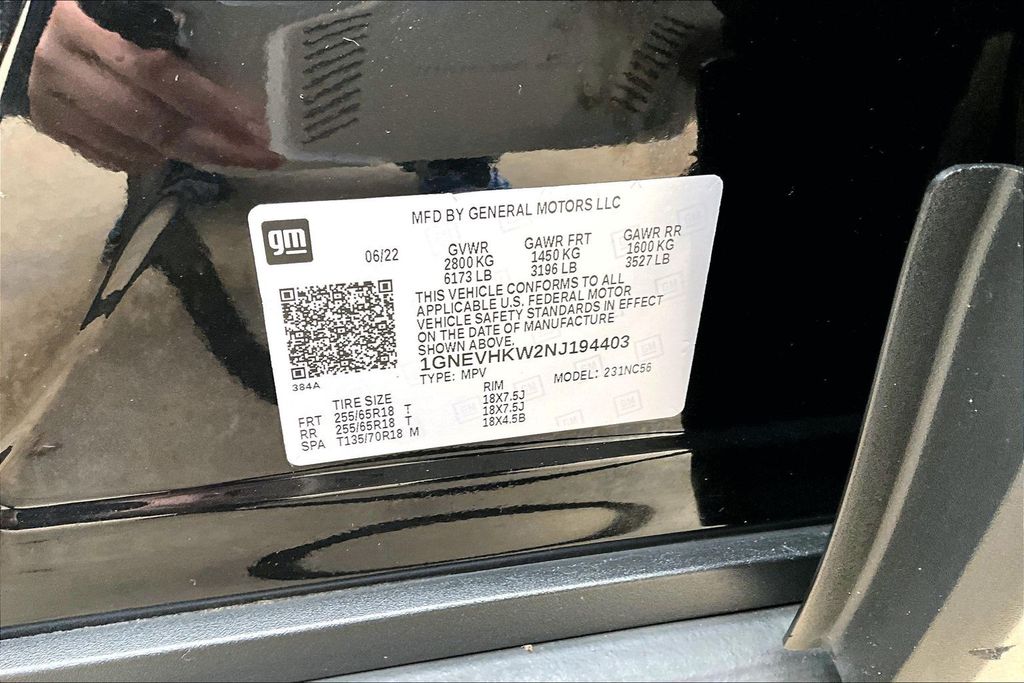 MFD BY GENERAL MOTORS LLC
gm
06/22
GVWR GAWR FRT GAWR RR
2800 KG 1450 KG 1600 KG
6173 LB 3196 LB 3527 LB
THIS VEHICLE CONFORMS TO ALL
APPLICABLE U.S. FEDERAL MOTOR
VEHICLE SAFETY STANDARDS IN EFFECT
ON THE DATE OF MANUFACTURE
SHOWN ABOVE.
1GNEVHKW2NJ194403
384A
TYPE: MPV MODEL: 231NC56
TIRE SIZE RIM
FRT 255/65R18 T 18X7.5J
RR 255/65R18 T 18X7.5J
SPA T135/70R18 M 18X4.5B